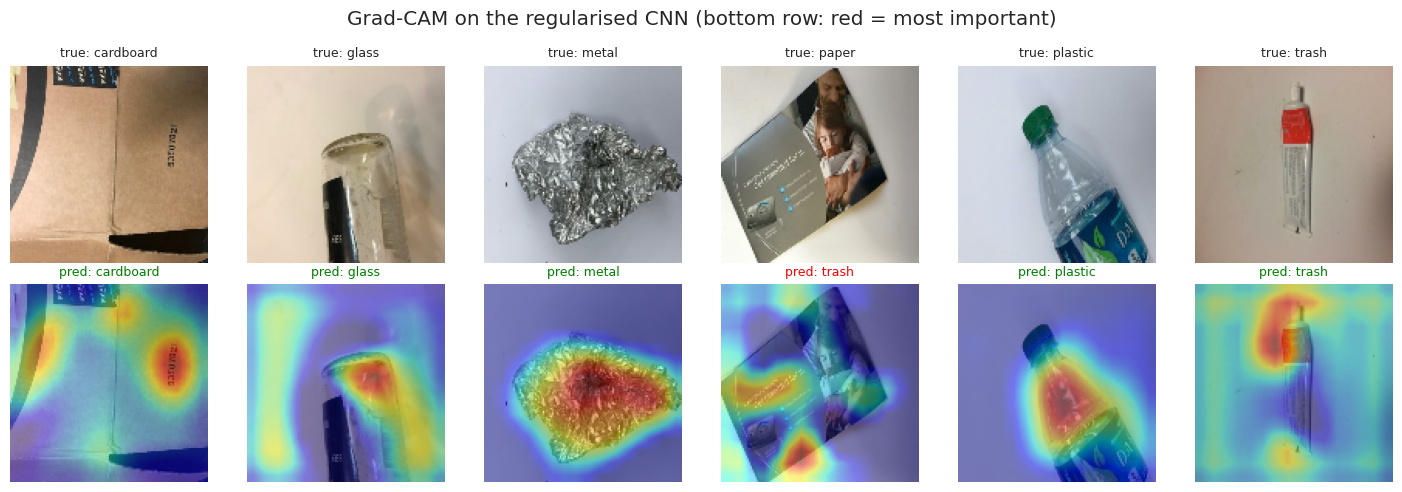 Grad-CAM on the regularised CNN (bottom row: red = most important)
true: cardboard
true: glass
true: metal
true: paper
true: plastic
true: trash
pred: cardboard
pred: glass
pred: metal
pred: trash
pred: plastic
pred: trash